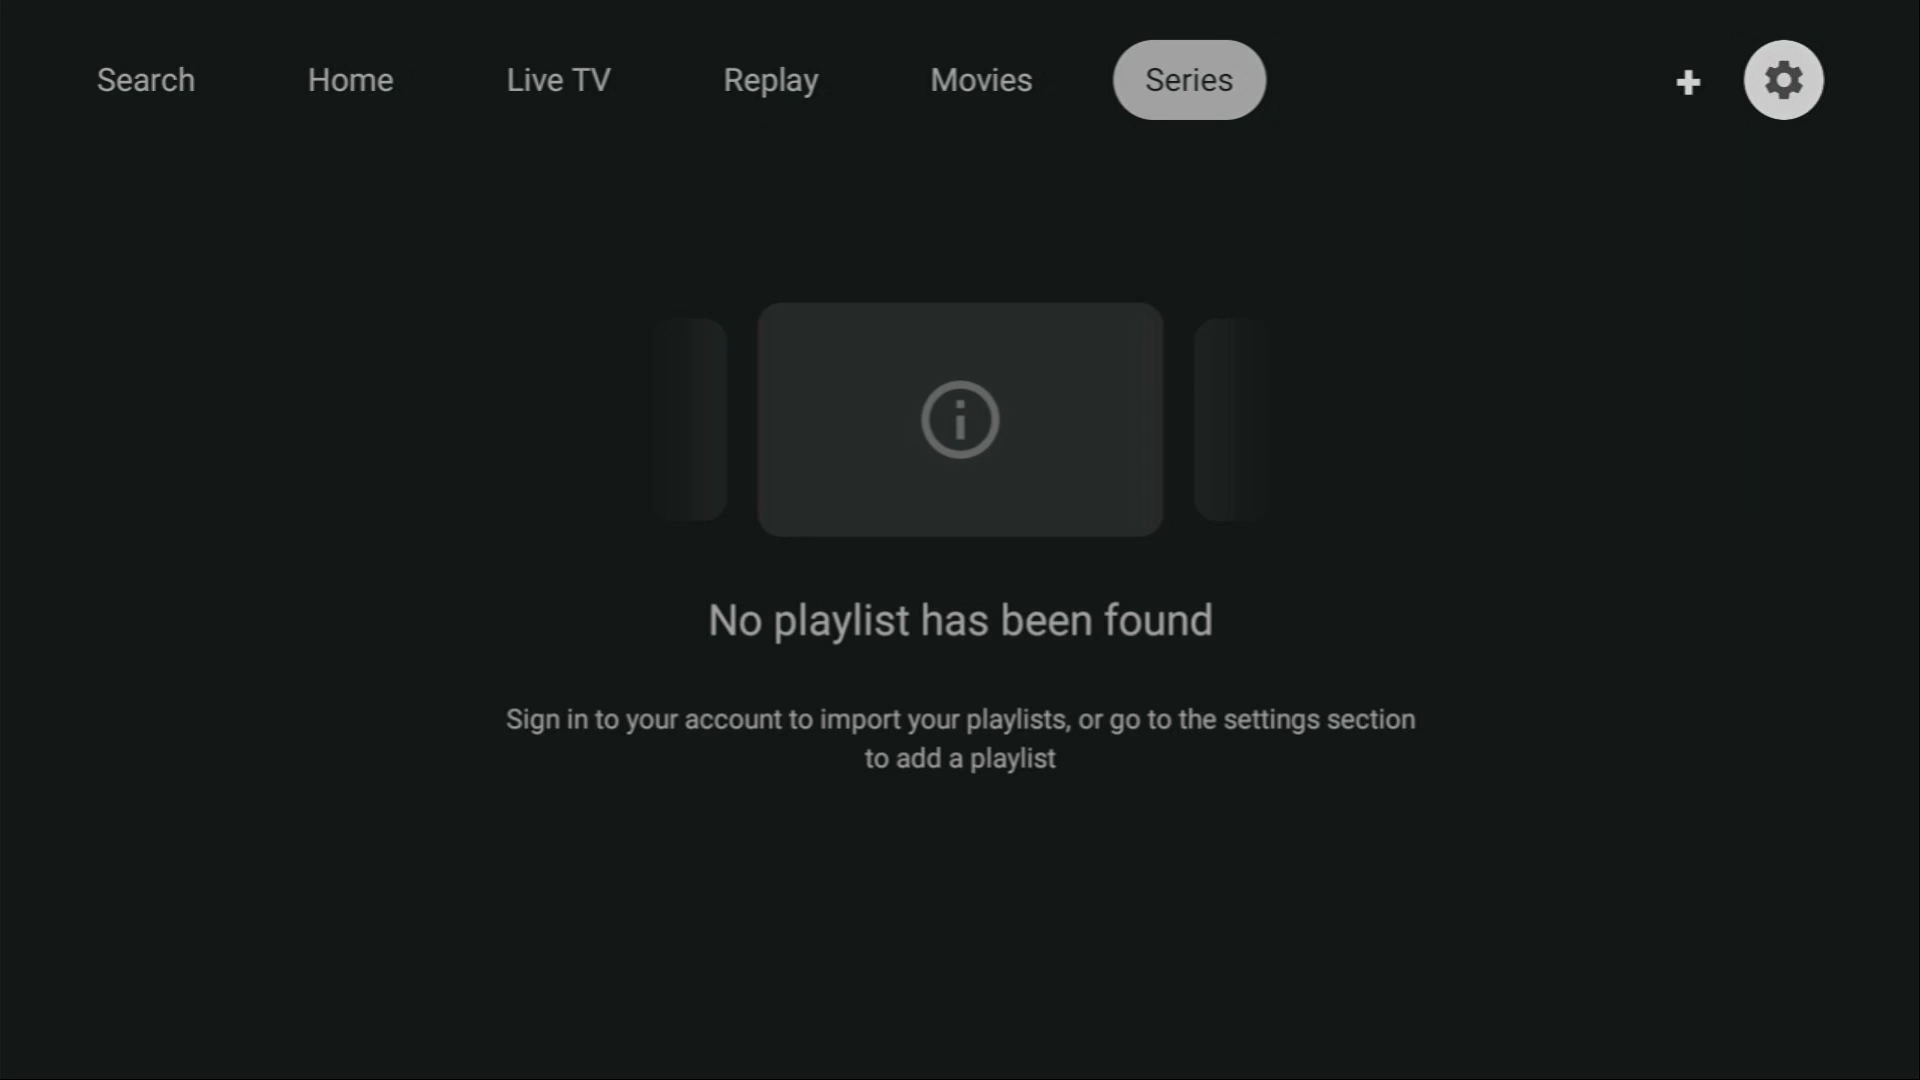 Search Home Live TV Replay Movies Series
No playlist has been found
Sign in to your account to import your playlists, or go to the settings section
to add a playlist